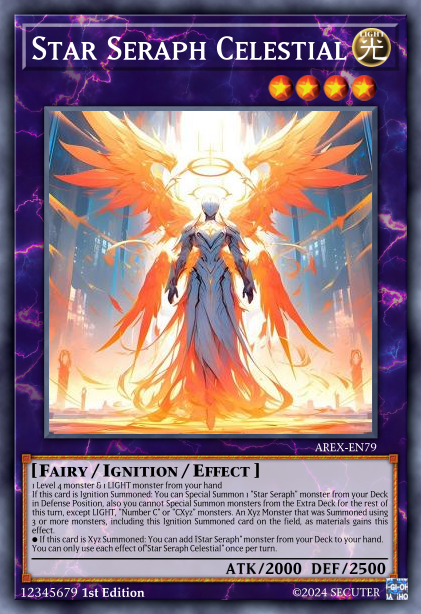 STAR SERAPH CELESTIAL
LIGHT
光
AREX-EN79
[FAIRY / IGNITION / EFFECT ]
1 Level 4 monster & 1 LIGHT monster from your hand
If this card is Ignition Summoned: You can Special Summon 1 "Star Seraph" monster from your Deck
in Defense Position, also you cannot Special Summon monsters from the Extra Deck for the rest of
this turn, except LIGHT, "Number C" or "CXyz" monsters. An Xyz Monster that was Summoned using
3 or more monsters, including this Ignition Summoned card on the field, as materials gains this
effect.
● If this card is Xyz Summoned: You can add 1Star Seraph" monster from your Deck to your hand.
You can only use each effect of"Star Seraph Celestial" once per turn.
ATK/2000 DEF/2500
12345679 1st Edition
©2024 SECUTER